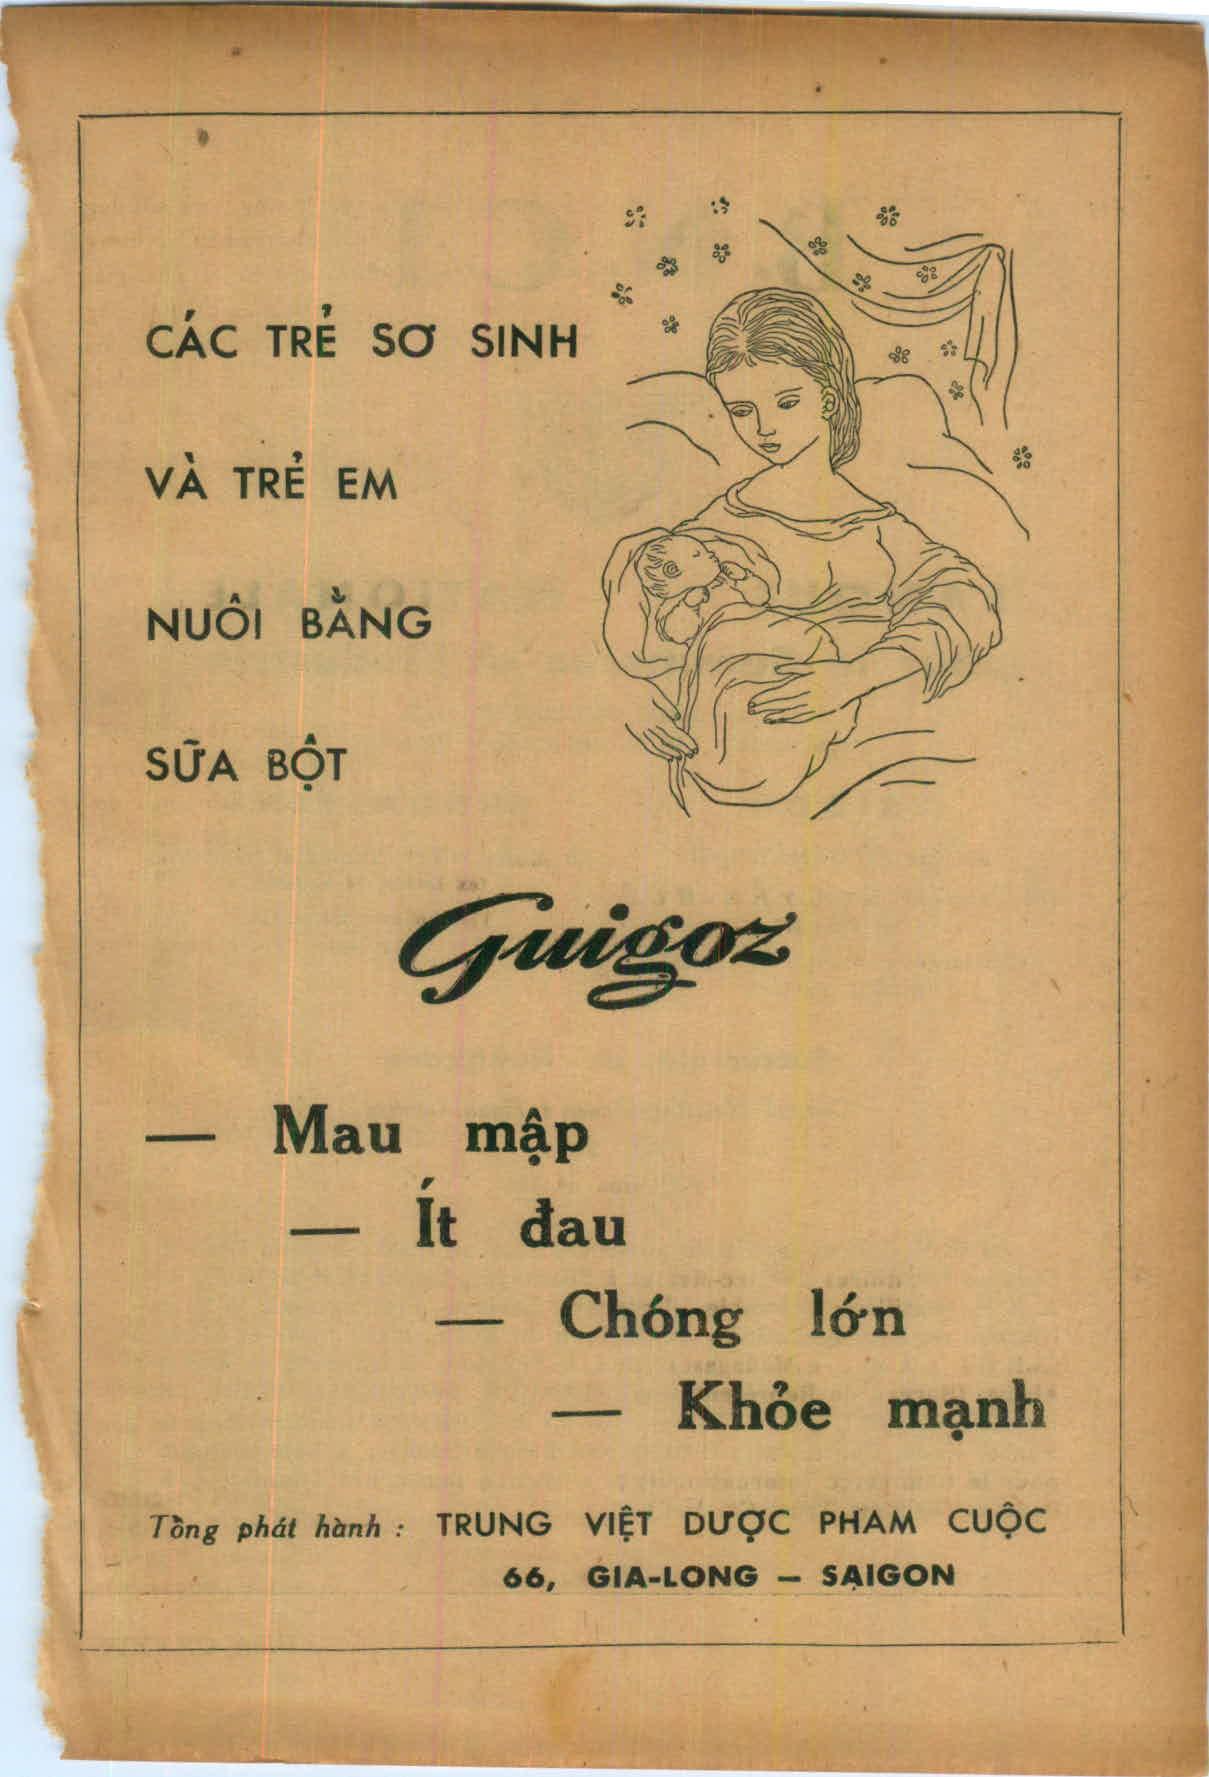 CÁC TRẺ SƠ SINH
VÀ TRẺ EM
NUÔI BẰNG
SỮA BỘT
Guigoz
— Mau mập
— Ít đau
— Chóng lớn
— Khỏe mạnh
Tổng phát hành : TRUNG VIỆT DƯỢC PHAM CUỘC
66, GIA-LONG — SAIGON